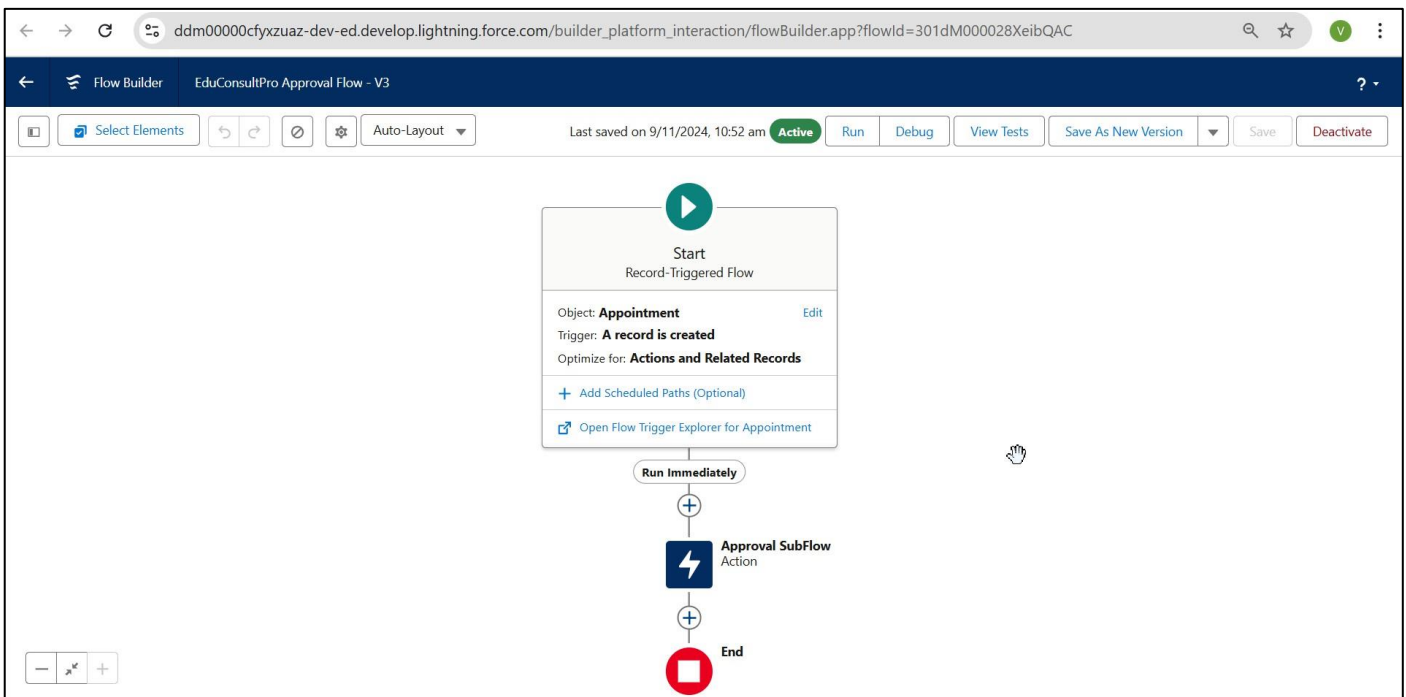 ddm00000cfyxzuaz-dev-ed.develop.lightning.force.com/builder_platform_interaction/flowBuilder.app?flowId=301dM000028XeibQAC V
Flow Builder EduConsultPro Approval Flow - V3 ?
Select Elements Auto-Layout Last saved on 9/11/2024, 10:52 am Active Run Debug View Tests Save As New Version Save Deactivate
Start
Record-Triggered Flow
Object: Appointment Edit
Trigger: A record is created
Optimize for: Actions and Related Records
+ Add Scheduled Paths (Optional)
Open Flow Trigger Explorer for Appointment
Run Immediately
Approval SubFlow
Action
End